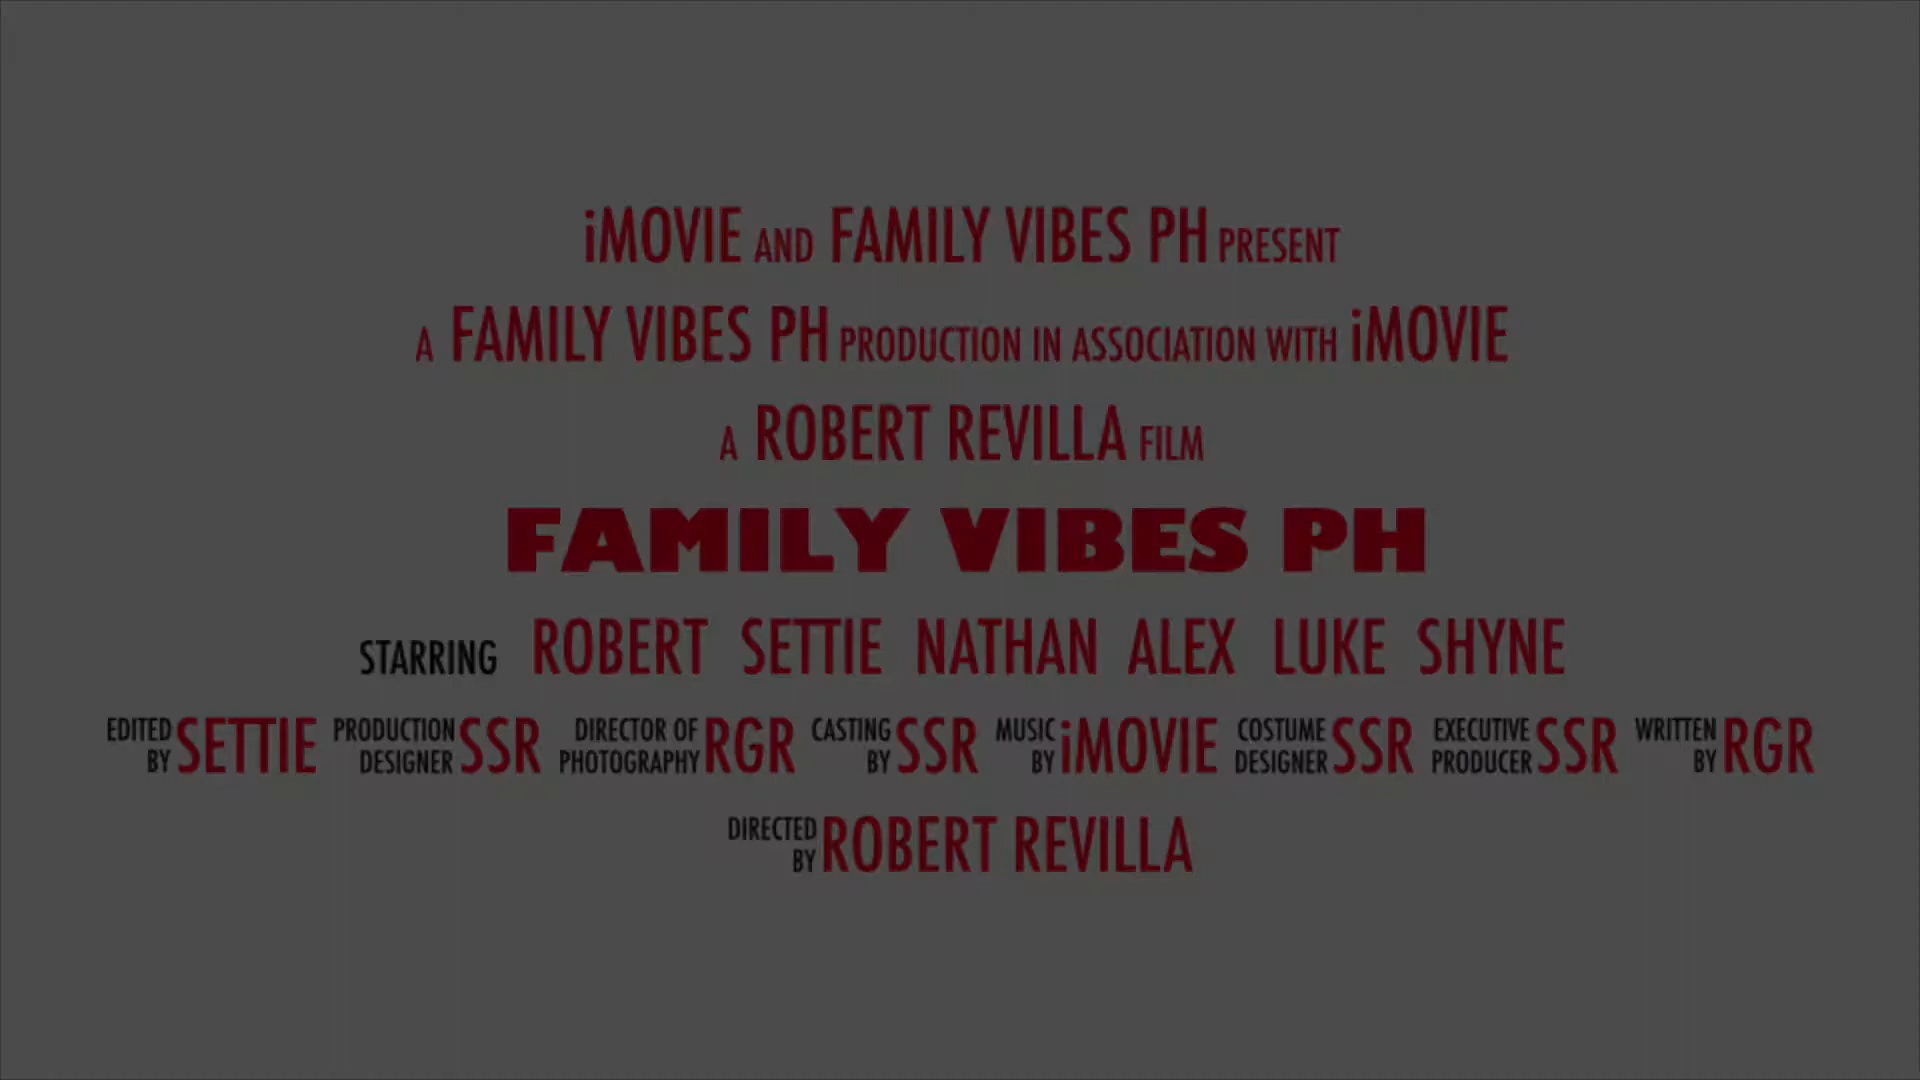 iMOVIE AND FAMILY VIBES PH PRESENT
A FAMILY VIBES PH PRODUCTION IN ASSOCIATION WITH iMOVIE
A ROBERT REVILLA FILM
FAMILY VIBES PH
STARRING ROBERT SETTIE NATHAN ALEX LUKE SHYNE
EDITED BY SETTIE PRODUCTION DESIGNER SSR DIRECTOR OF PHOTOGRAPHY RGR CASTING BY SSR MUSIC BY iMOVIE COSTUME DESIGNER SSR EXECUTIVE PRODUCER SSR WRITTEN BY RGR
DIRECTED BY ROBERT REVILLA